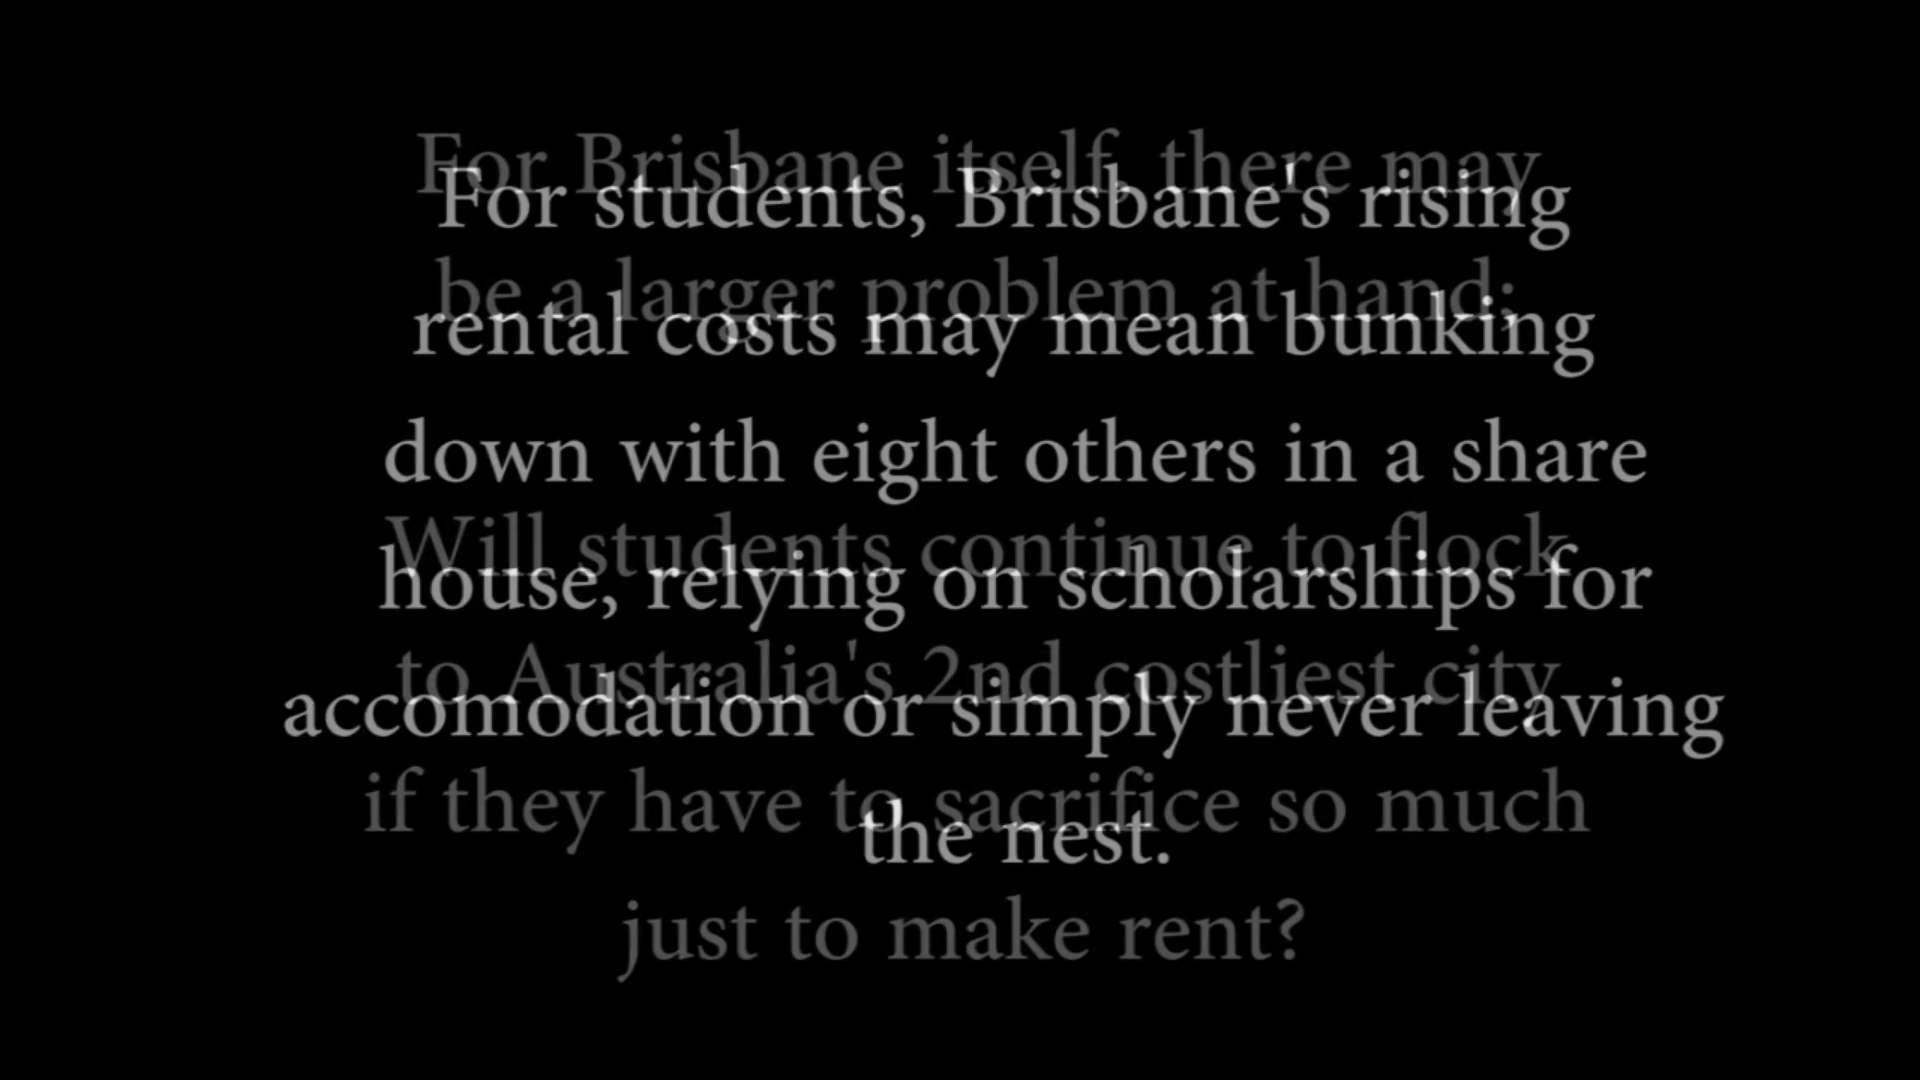 For students, Brisbane's rising
rental costs may mean bunking
down with eight others in a share
house, relying on scholarships for
accomodation or simply never leaving
the nest.
For Brisbane itself, there may
be a larger problem at hand;
Will students continue to flock
to Australia's 2nd costliest city
if they have to sacrifice so much
just to make rent?